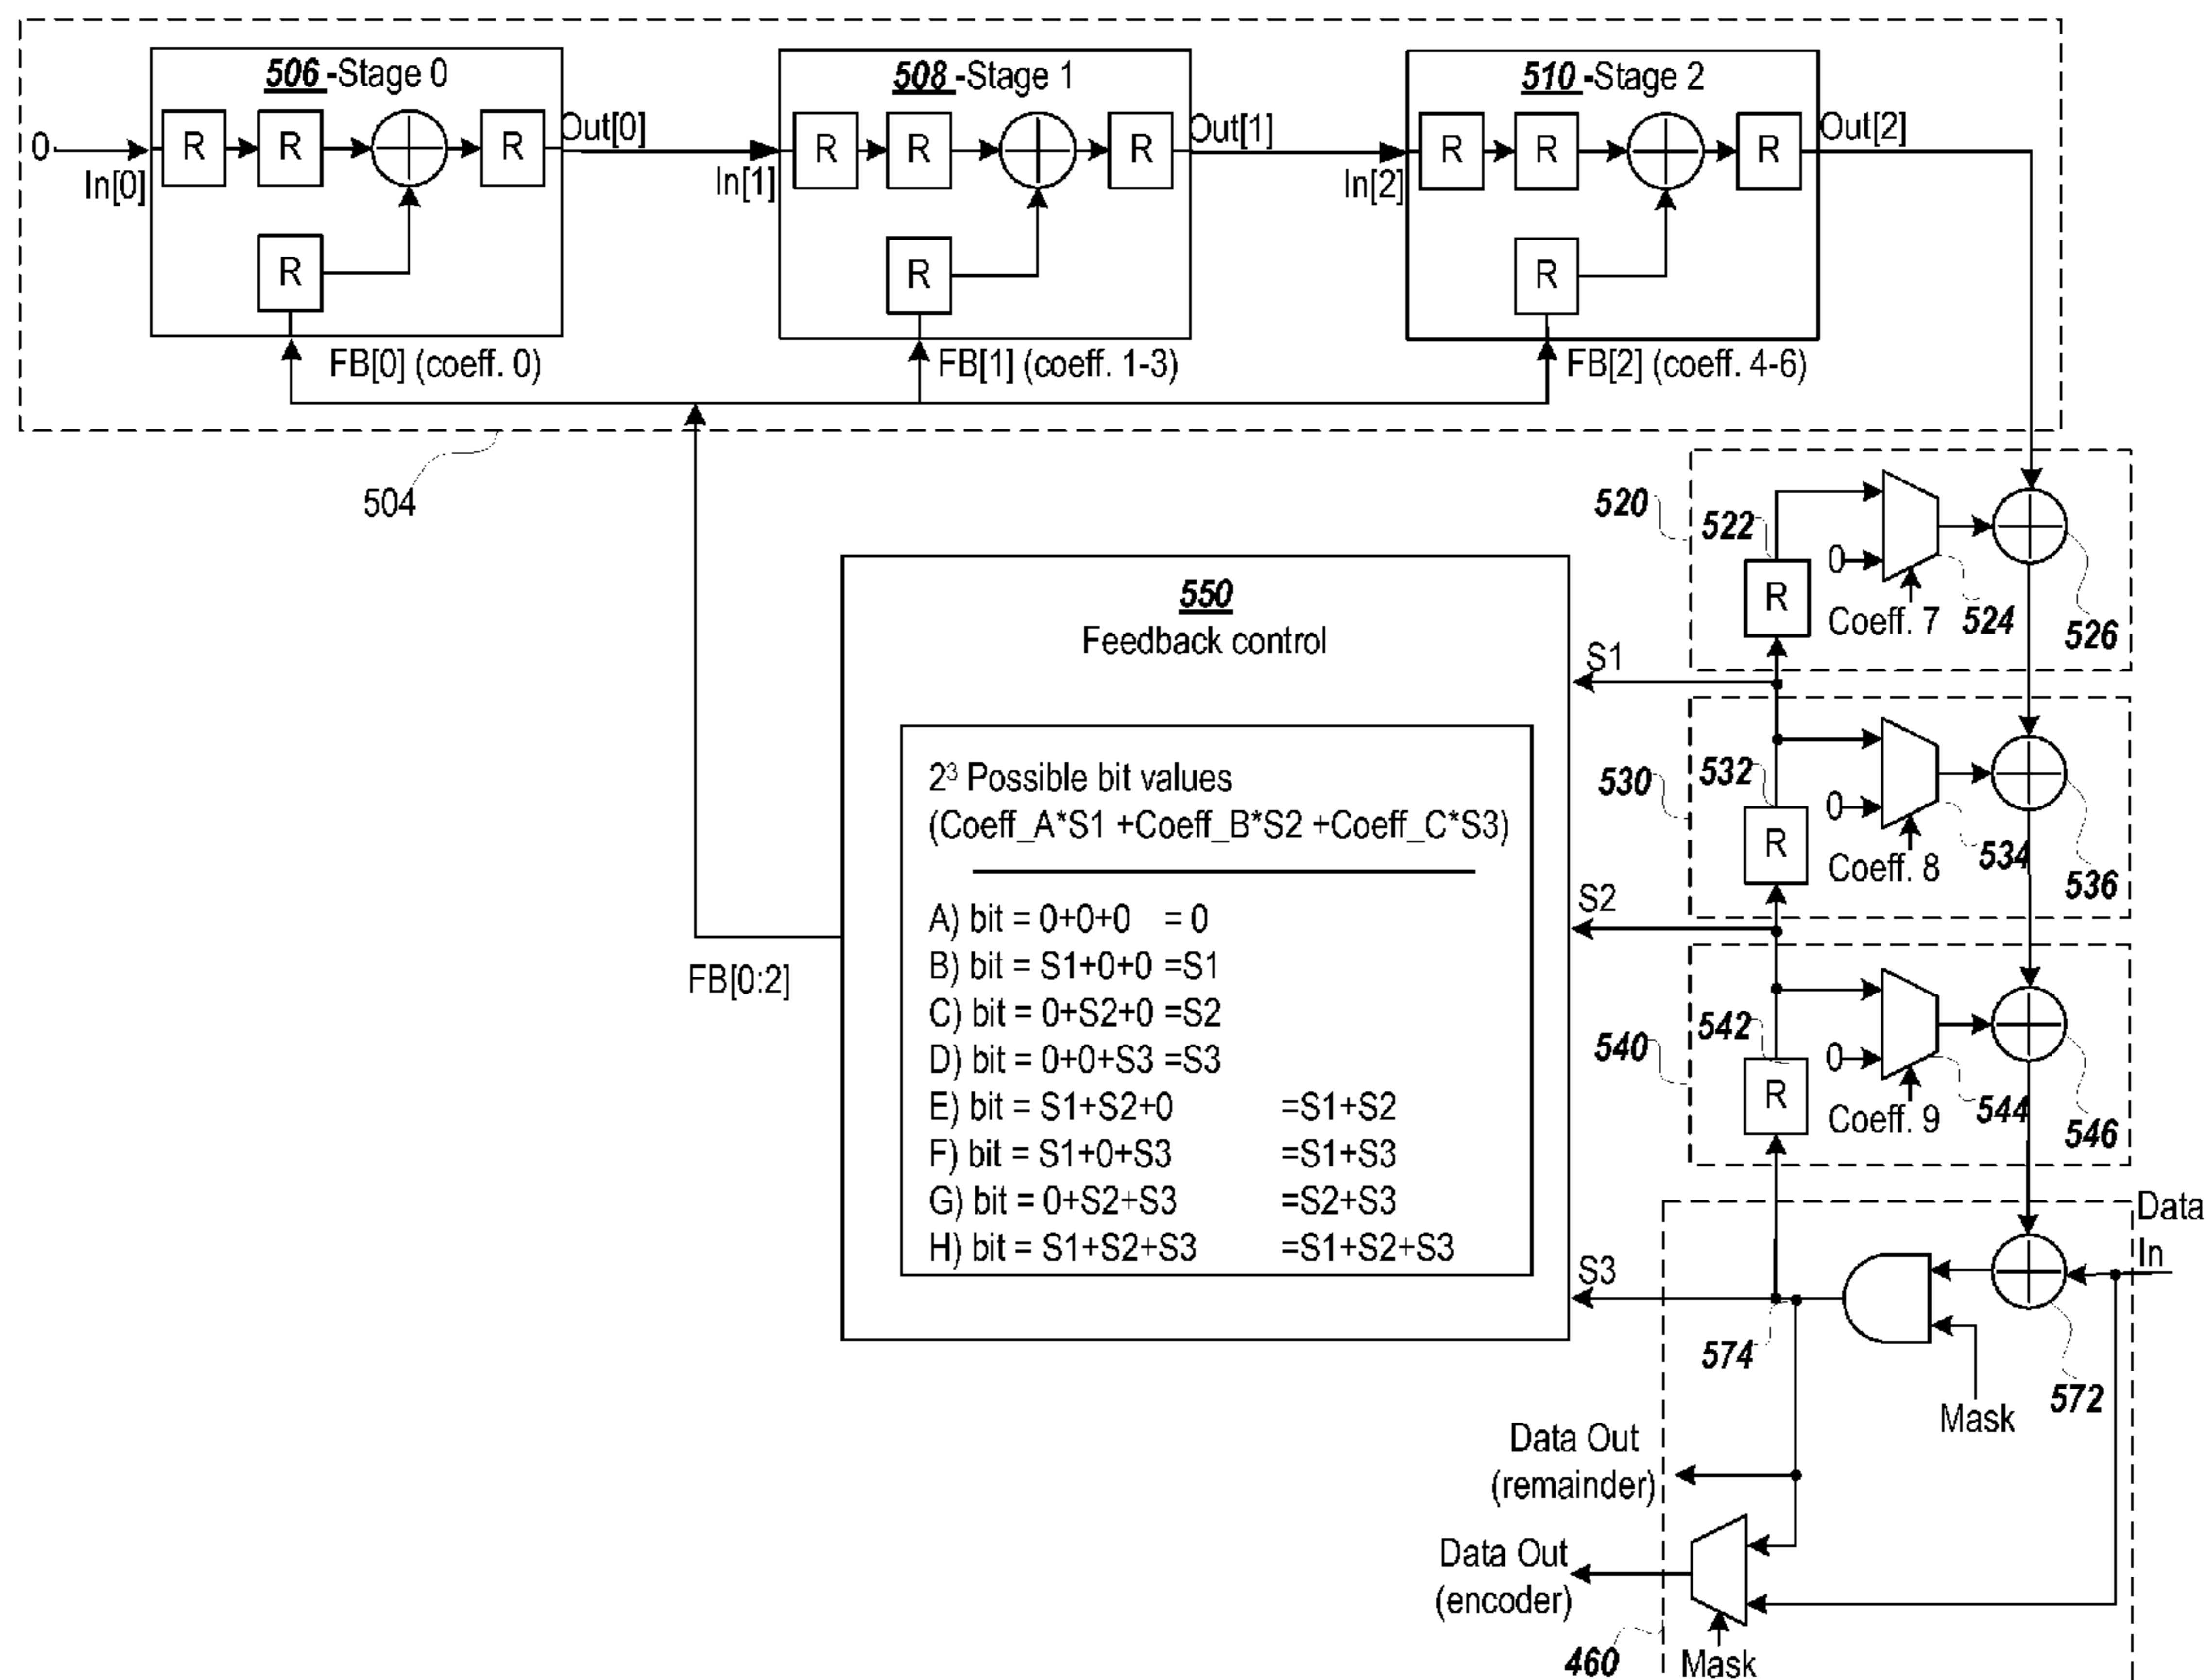 506 -Stage 0
508 -Stage 1
510 -Stage 2
0
R
R
R
Out[0]
R
R
R
Out[1]
R
R
R
Out[2]
In[0]
In[1]
In[2]
R
R
R
FB[0] (coeff. 0)
FB[1] (coeff. 1-3)
FB[2] (coeff. 4-6)
504
520
522
0
R
Coeff. 7
524
526
550
Feedback control
S1
2³ Possible bit values
(Coeff_A*S1 +Coeff_B*S2 +Coeff_C*S3)
A) bit = 0+0+0 = 0
B) bit = S1+0+0 =S1
C) bit = 0+S2+0 =S2
D) bit = 0+0+S3 =S3
E) bit = S1+S2+0 =S1+S2
F) bit = S1+0+S3 =S1+S3
G) bit = 0+S2+S3 =S2+S3
H) bit = S1+S2+S3 =S1+S2+S3
FB[0:2]
530
532
0
R
Coeff. 8
534
536
S2
540
542
0
R
Coeff. 9
544
546
Data
In
S3
574
572
Mask
Data Out
(remainder)
Data Out
(encoder)
460
Mask